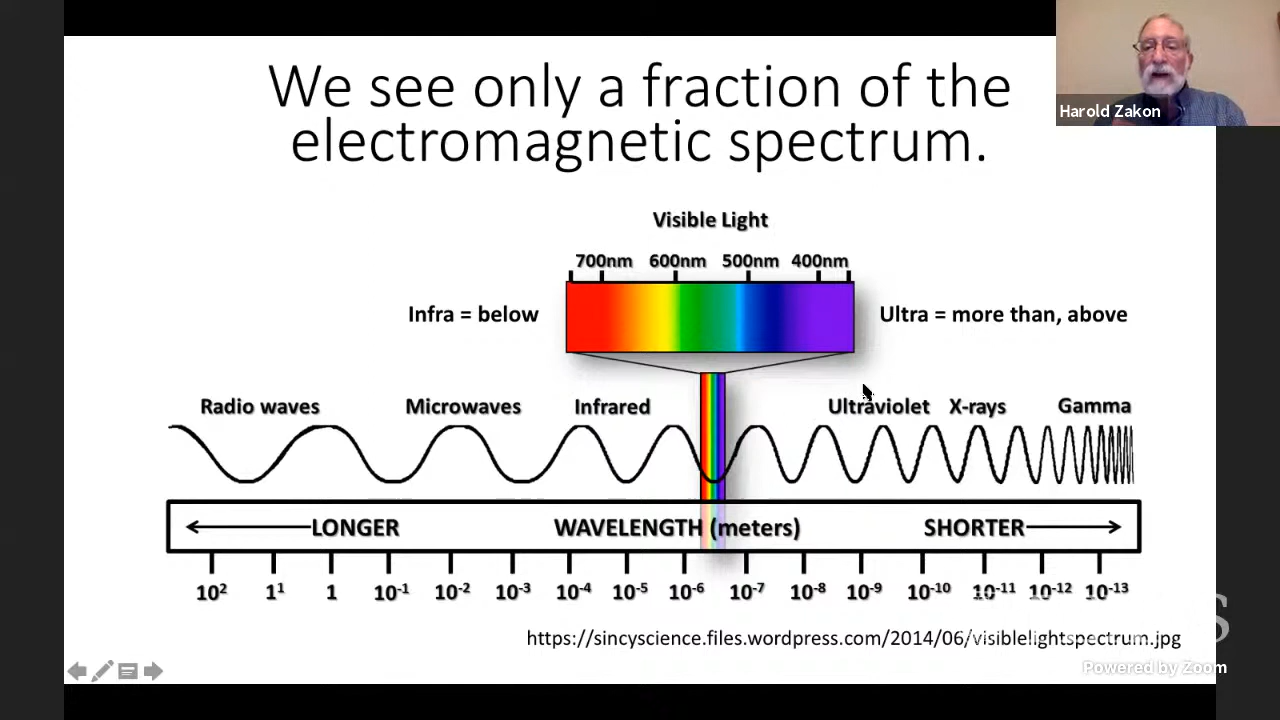 We see only a fraction of the
electromagnetic spectrum.
Harold Zakon
Visible Light
700nm 600nm 500nm 400nm
Infra = below
Ultra = more than, above
Radio waves Microwaves Infrared Ultraviolet X-rays Gamma
LONGER WAVELENGTH (meters) SHORTER
10² 1¹ 1 10⁻¹ 10⁻² 10⁻³ 10⁻⁴ 10⁻⁵ 10⁻⁶ 10⁻⁷ 10⁻⁸ 10⁻⁹ 10⁻¹⁰ 10⁻¹¹ 10⁻¹² 10⁻¹³
https://sincyscience.files.wordpress.com/2014/06/visiblelightspectrum.jpg
Powered by Zoom